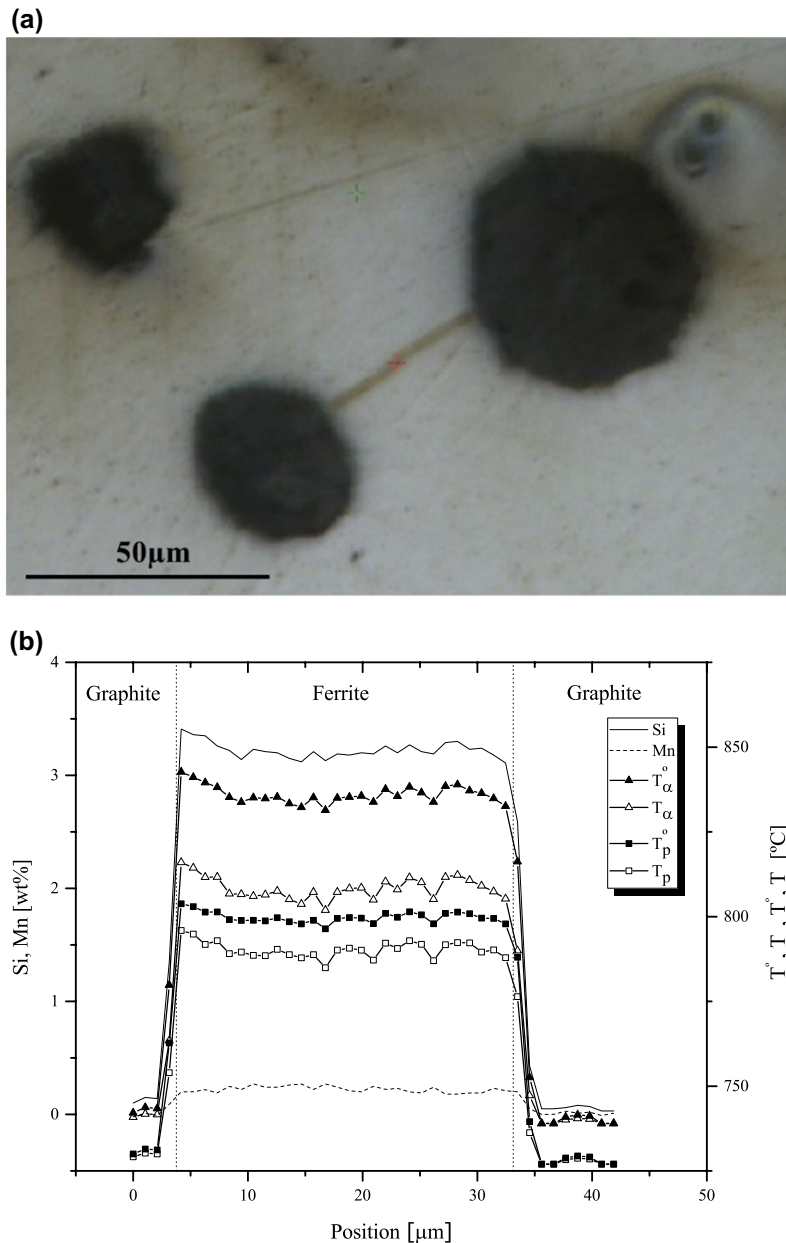 (a)
50μm
(b)
Graphite
Ferrite
Graphite
Si
Mn
T°α
Tα
T°p
Tp
4
3
2
1
0
Si, Mn [wt%]
850
800
750
T°, T, T°, T [°C]
0
10
20
30
40
50
Position [μm]